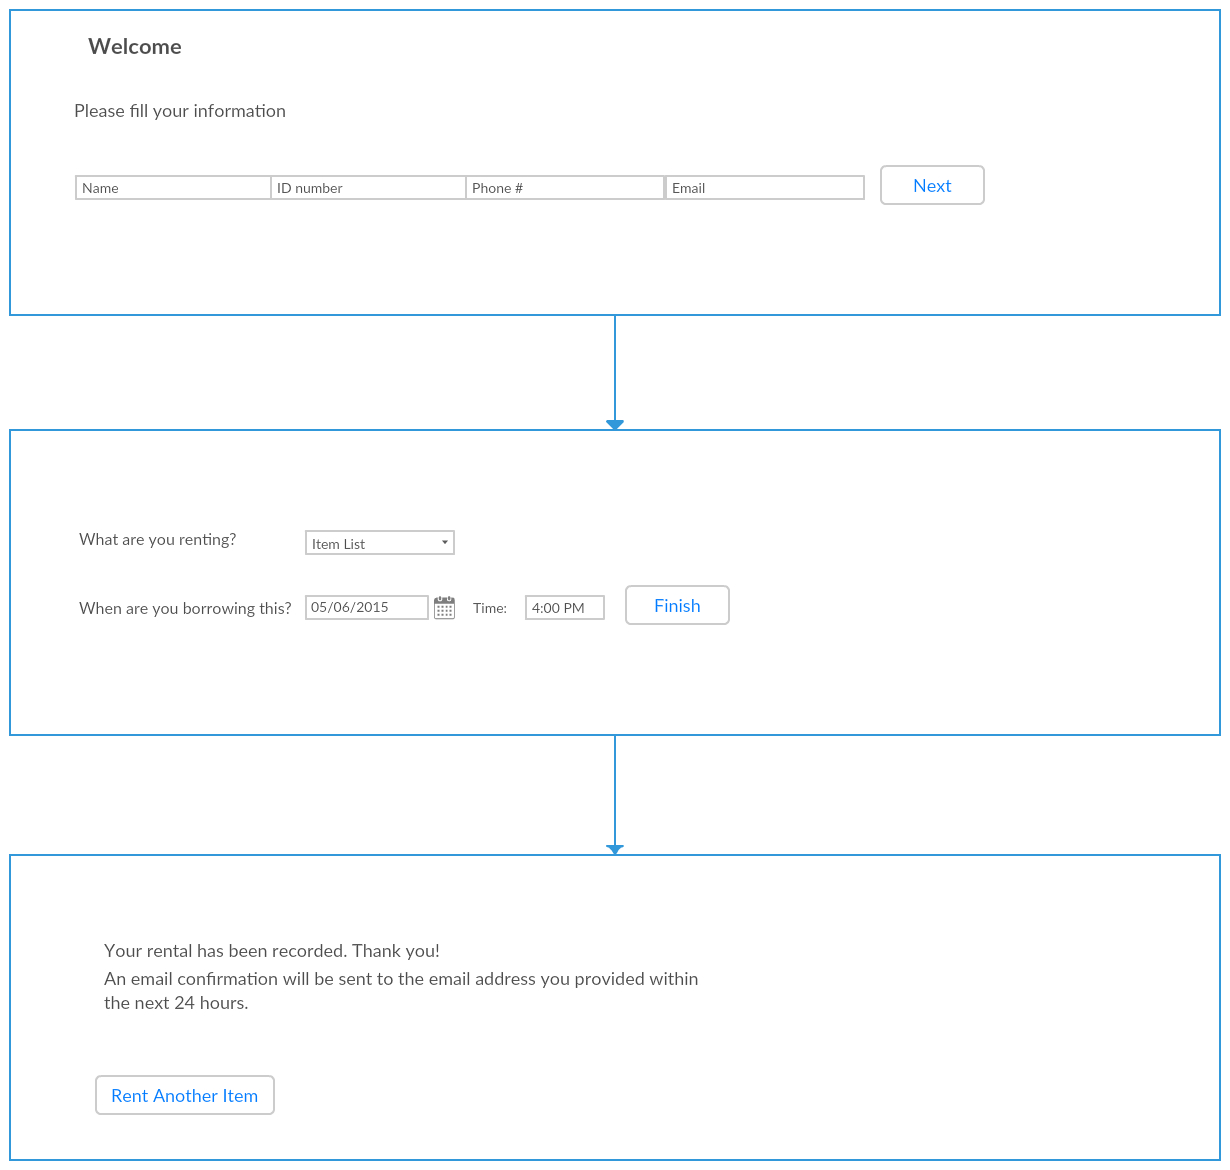 Welcome
Please fill your information
Name ID number Phone # Email Next
What are you renting? Item List
When are you borrowing this? 05/06/2015 Time: 4:00 PM Finish
Your rental has been recorded. Thank you!
An email confirmation will be sent to the email address you provided within
the next 24 hours.
Rent Another Item